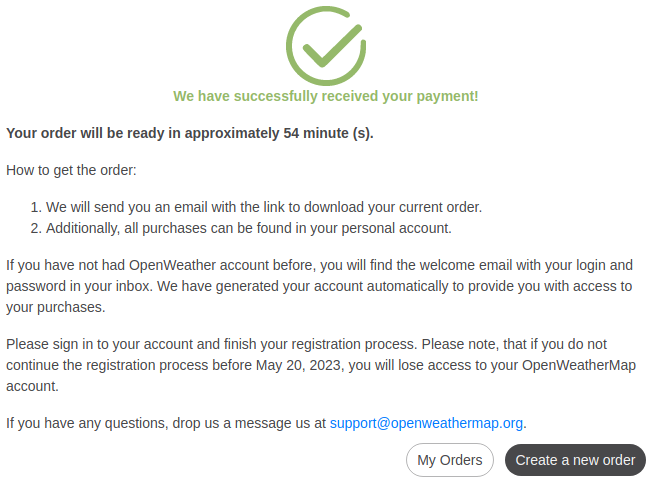 We have successfully received your payment!
Your order will be ready in approximately 54 minute (s).
How to get the order:
1. We will send you an email with the link to download your current order.
2. Additionally, all purchases can be found in your personal account.
If you have not had OpenWeather account before, you will find the welcome email with your login and
password in your inbox. We have generated your account automatically to provide you with access to
your purchases.
Please sign in to your account and finish your registration process. Please note, that if you do not
continue the registration process before May 20, 2023, you will lose access to your OpenWeatherMap
account.
If you have any questions, drop us a message us at support@openweathermap.org.
My Orders
Create a new order